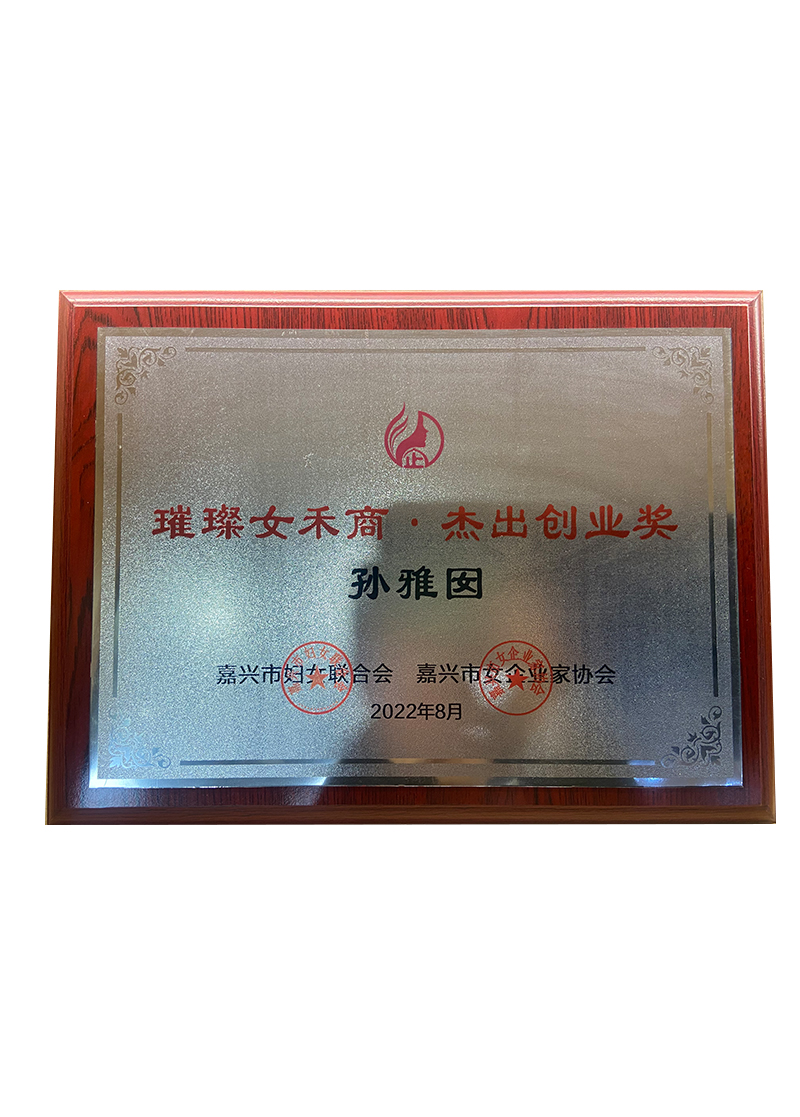 璀璨女禾商·杰出创业奖
孙雅囡
嘉兴市妇女联合会 嘉兴市女企业家协会
2022年8月